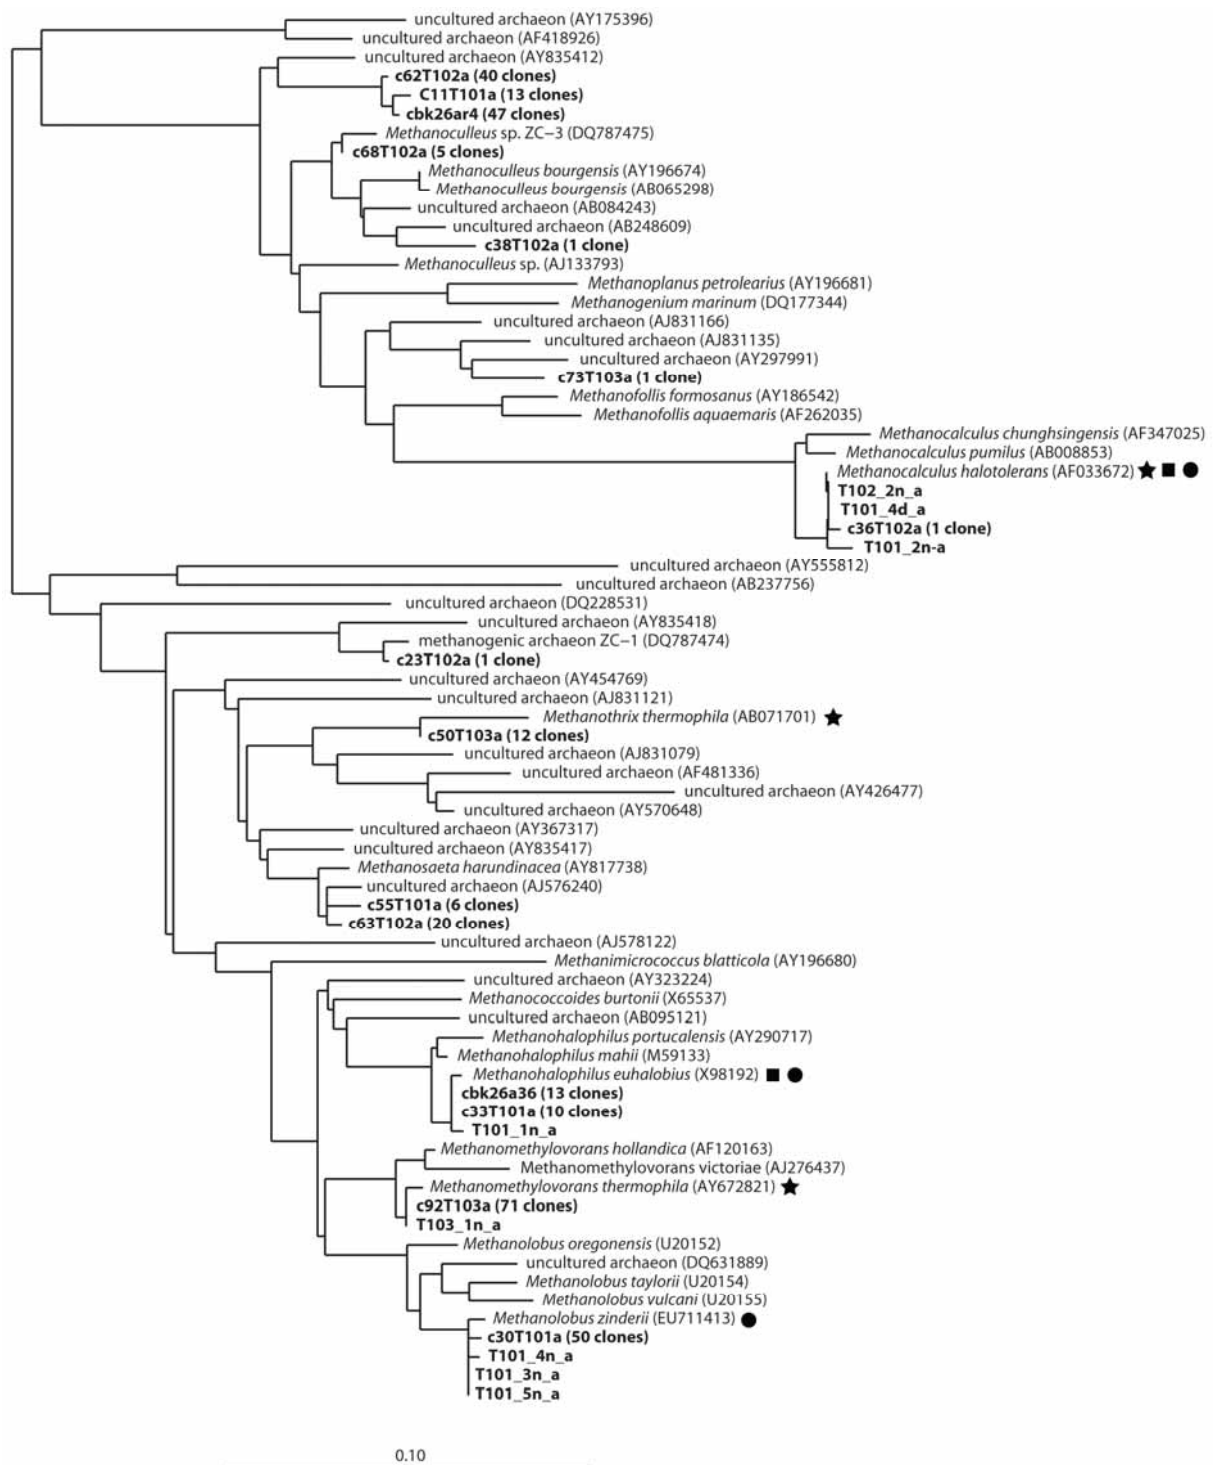 uncultured archaeon (AY175396)
uncultured archaeon (AF418926)
uncultured archaeon (AY835412)
c62T102a (40 clones)
C11T101a (13 clones)
cbk26ar4 (47 clones)
Methanoculleus sp. ZC−3 (DQ787475)
c68T102a (5 clones)
Methanoculleus bourgensis (AY196674)
Methanoculleus bourgensis (AB065298)
uncultured archaeon (AB084243)
uncultured archaeon (AB248609)
c38T102a (1 clone)
Methanoculleus sp. (AJ133793)
Methanoplanus petrolearius (AY196681)
Methanogenium marinum (DQ177344)
uncultured archaeon (AJ831166)
uncultured archaeon (AJ831135)
uncultured archaeon (AY297991)
c73T103a (1 clone)
Methanofollis formosanus (AY186542)
Methanofollis aquaemaris (AF262035)
Methanocalculus chunghsingensis (AF347025)
Methanocalculus pumilus (AB008853)
Methanocalculus halotolerans (AF033672)
T102_2n_a
T101_4d_a
c36T102a (1 clone)
T101_2n-a
uncultured archaeon (AY555812)
uncultured archaeon (AB237756)
uncultured archaeon (DQ228531)
uncultured archaeon (AY835418)
methanogenic archaeon ZC−1 (DQ787474)
c23T102a (1 clone)
uncultured archaeon (AY454769)
uncultured archaeon (AJ831121)
Methanothrix thermophila (AB071701)
c50T103a (12 clones)
uncultured archaeon (AJ831079)
uncultured archaeon (AF481336)
uncultured archaeon (AY426477)
uncultured archaeon (AY570648)
uncultured archaeon (AY367317)
uncultured archaeon (AY835417)
Methanosaeta harundinacea (AY817738)
uncultured archaeon (AJ576240)
c55T101a (6 clones)
c63T102a (20 clones)
uncultured archaeon (AJ578122)
Methanimicrococcus blatticola (AY196680)
uncultured archaeon (AY323224)
Methanococcoides burtonii (X65537)
uncultured archaeon (AB095121)
Methanohalophilus portucalensis (AY290717)
Methanohalophilus mahii (M59133)
Methanohalophilus euhalobius (X98192)
cbk26a36 (13 clones)
c33T101a (10 clones)
T101_1n_a
Methanomethylovorans hollandica (AF120163)
Methanomethylovorans victoriae (AJ276437)
Methanomethylovorans thermophila (AY672821)
c92T103a (71 clones)
T103_1n_a
Methanolobus oregonensis (U20152)
uncultured archaeon (DQ631889)
Methanolobus taylorii (U20154)
Methanolobus vulcani (U20155)
Methanolobus zinderii (EU711413)
c30T101a (50 clones)
T101_4n_a
T101_3n_a
T101_5n_a
0.10